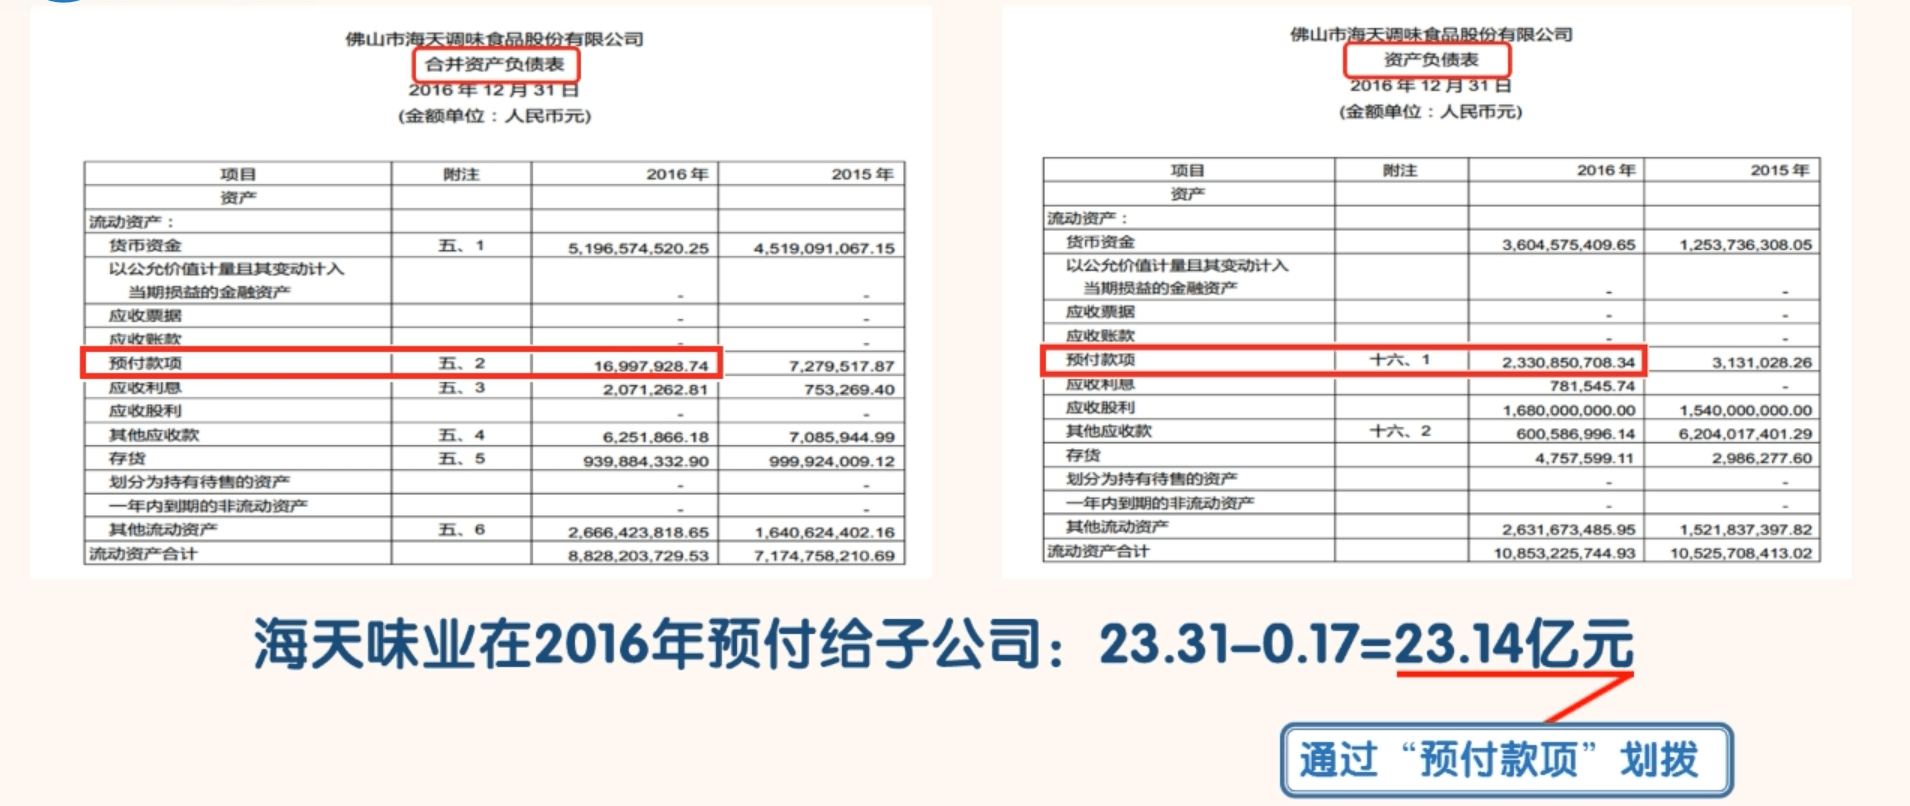 佛山市海天调味食品股份有限公司
合并资产负债表
2016 年 12 月 31 日
(金额单位：人民币元)
项目 附注 2016 年 2015 年
资产
流动资产：
货币资金 五、1 5,196,574,520.25 4,519,091,067.15
以公允价值计量且其变动计入
当期损益的金融资产 - -
应收票据 - -
应收账款 - -
预付款项 五、2 16,997,928.74 7,279,517.87
应收利息 五、3 2,071,262.81 753,269.40
应收股利 - -
其他应收款 五、4 6,251,866.18 7,085,944.99
存货 五、5 939,884,332.90 999,924,009.12
划分为持有待售的资产 - -
一年内到期的非流动资产 - -
其他流动资产 五、6 2,666,423,818.65 1,640,624,402.16
流动资产合计 8,828,203,729.53 7,174,758,210.69
佛山市海天调味食品股份有限公司
资产负债表
2016 年 12 月 31 日
(金额单位：人民币元)
项目 附注 2016 年 2015 年
资产
流动资产：
货币资金 3,604,575,409.65 1,253,736,308.05
以公允价值计量且其变动计入
当期损益的金融资产 - -
应收票据 - -
应收账款 - -
预付款项 十六、1 2,330,850,708.34 3,131,028.26
应收利息 781,545.74 -
应收股利 1,680,000,000.00 1,540,000,000.00
其他应收款 十六、2 600,586,996.14 6,204,017,401.29
存货 4,757,599.11 2,986,277.60
划分为持有待售的资产 - -
一年内到期的非流动资产 - -
其他流动资产 2,631,673,485.95 1,521,837,397.82
流动资产合计 10,853,225,744.93 10,525,708,413.02
海天味业在2016年预付给子公司：23.31-0.17=23.14亿元
通过“预付款项”划拨